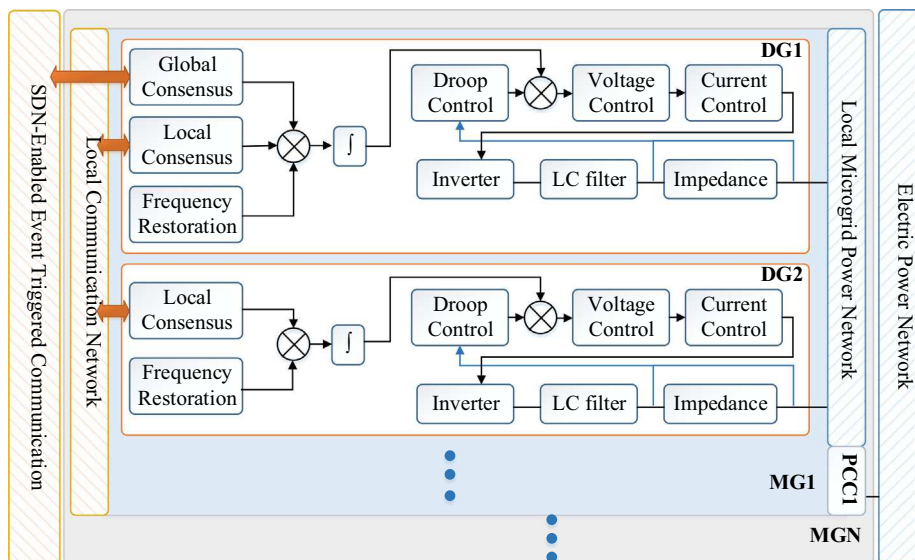 SDN-Enabled Event Triggered Communication
Local Communication Network
DG1
Global
Consensus
Local
Consensus
Frequency
Restoration
∫
Droop
Control
Voltage
Control
Current
Control
Inverter
LC filter
Impedance
DG2
Local
Consensus
Frequency
Restoration
∫
Droop
Control
Voltage
Control
Current
Control
Inverter
LC filter
Impedance
Local Microgrid Power Network
PCC1
Electric Power Network
MG1
MGN